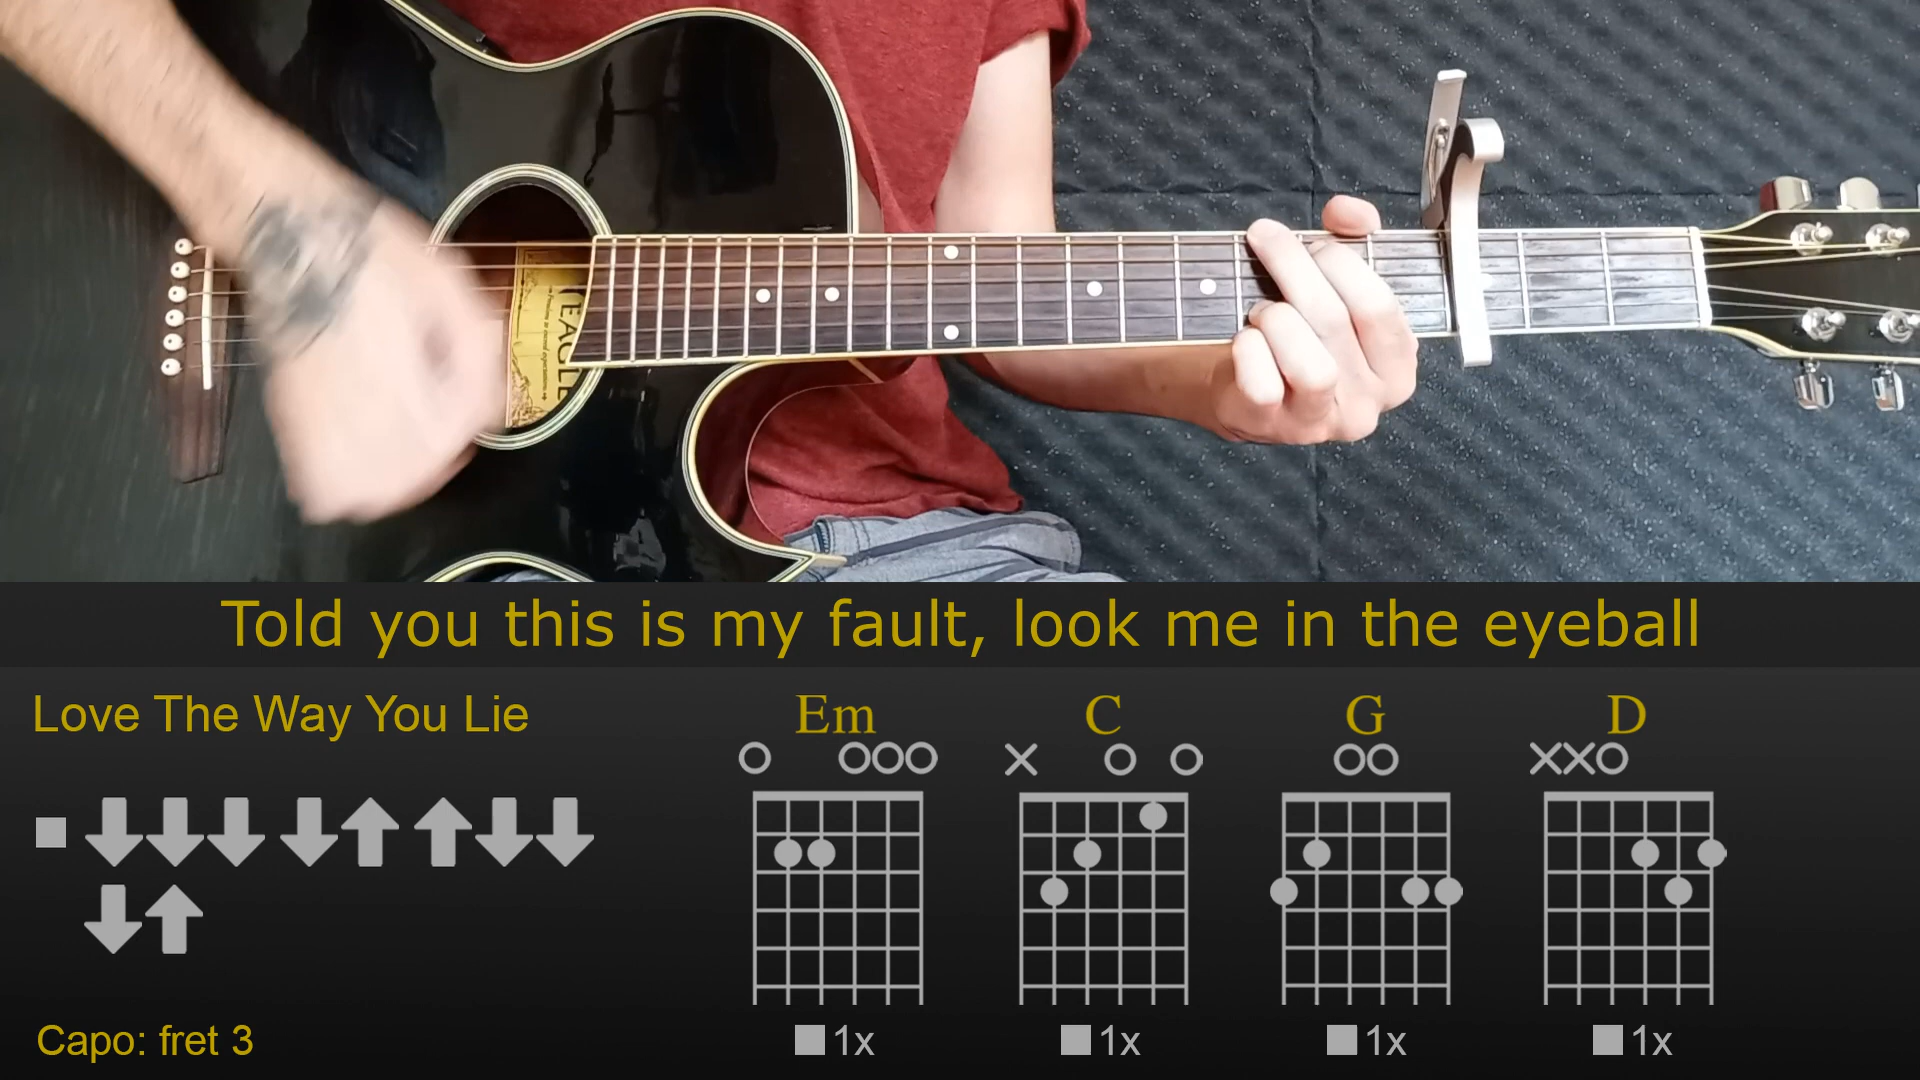 EAGLE
Told you this is my fault, look me in the eyeball
Love The Way You Lie
Em C G D
Capo: fret 3
1x 1x 1x 1x